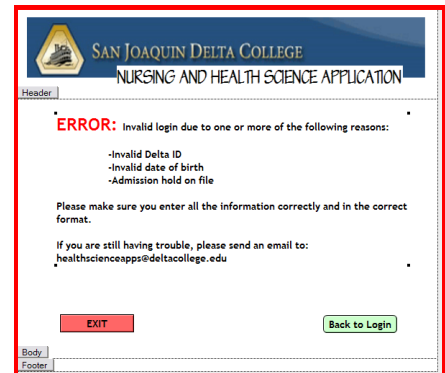 SAN JOAQUIN DELTA COLLEGE
NURSING AND HEALTH SCIENCE APPLICATION
Header
ERROR: Invalid login due to one or more of the following reasons:
-Invalid Delta ID
-Invalid date of birth
-Admission hold on file
Please make sure you enter all the information correctly and in the correct
format.
If you are still having trouble, please send an email to:
healthscienceapps@deltacollege.edu
EXIT
Back to Login
Body
Footer